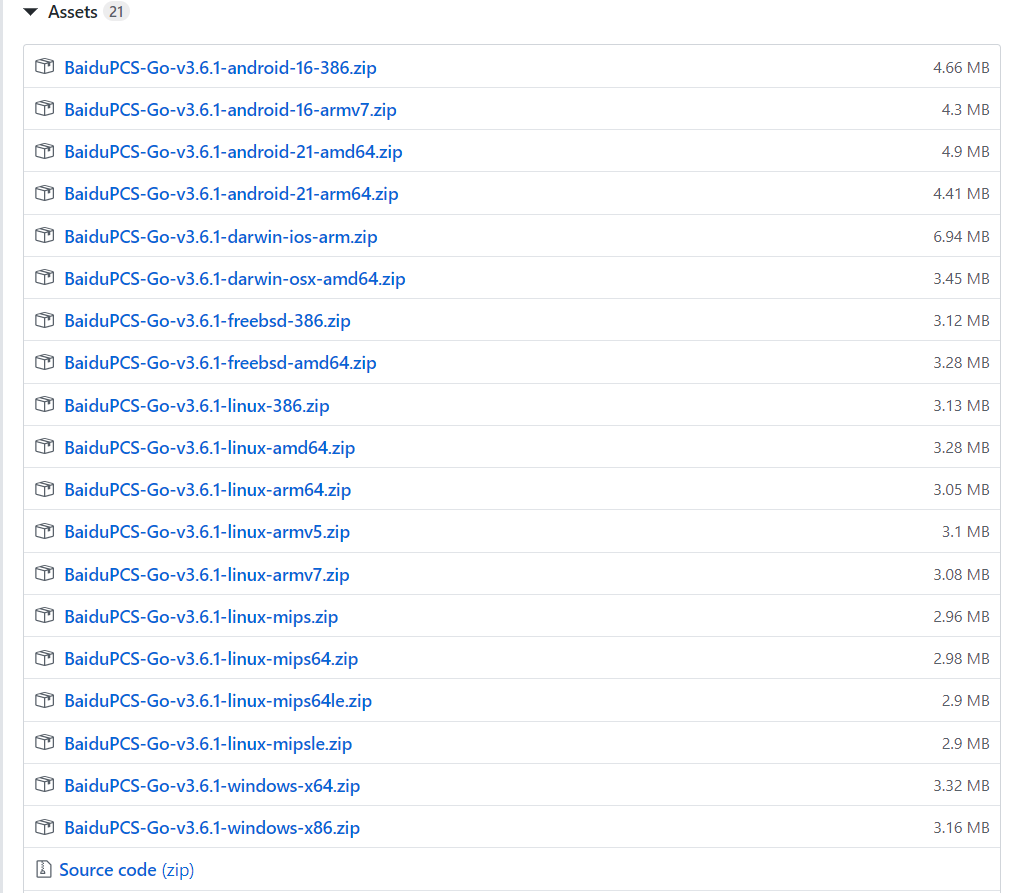 Assets 21
BaiduPCS-Go-v3.6.1-android-16-386.zip 4.66 MB
BaiduPCS-Go-v3.6.1-android-16-armv7.zip 4.3 MB
BaiduPCS-Go-v3.6.1-android-21-amd64.zip 4.9 MB
BaiduPCS-Go-v3.6.1-android-21-arm64.zip 4.41 MB
BaiduPCS-Go-v3.6.1-darwin-ios-arm.zip 6.94 MB
BaiduPCS-Go-v3.6.1-darwin-osx-amd64.zip 3.45 MB
BaiduPCS-Go-v3.6.1-freebsd-386.zip 3.12 MB
BaiduPCS-Go-v3.6.1-freebsd-amd64.zip 3.28 MB
BaiduPCS-Go-v3.6.1-linux-386.zip 3.13 MB
BaiduPCS-Go-v3.6.1-linux-amd64.zip 3.28 MB
BaiduPCS-Go-v3.6.1-linux-arm64.zip 3.05 MB
BaiduPCS-Go-v3.6.1-linux-armv5.zip 3.1 MB
BaiduPCS-Go-v3.6.1-linux-armv7.zip 3.08 MB
BaiduPCS-Go-v3.6.1-linux-mips.zip 2.96 MB
BaiduPCS-Go-v3.6.1-linux-mips64.zip 2.98 MB
BaiduPCS-Go-v3.6.1-linux-mips64le.zip 2.9 MB
BaiduPCS-Go-v3.6.1-linux-mipsle.zip 2.9 MB
BaiduPCS-Go-v3.6.1-windows-x64.zip 3.32 MB
BaiduPCS-Go-v3.6.1-windows-x86.zip 3.16 MB
Source code (zip)